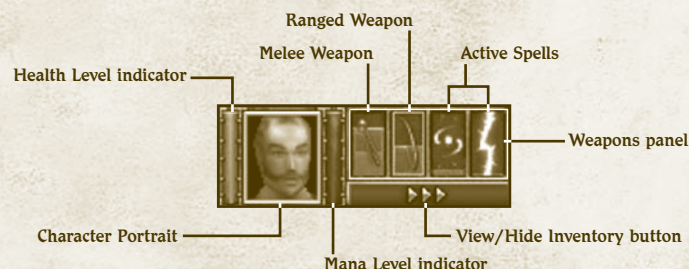 Ranged Weapon
Melee Weapon
Active Spells
Health Level indicator
Weapons panel
Character Portrait
View/Hide Inventory button
Mana Level indicator